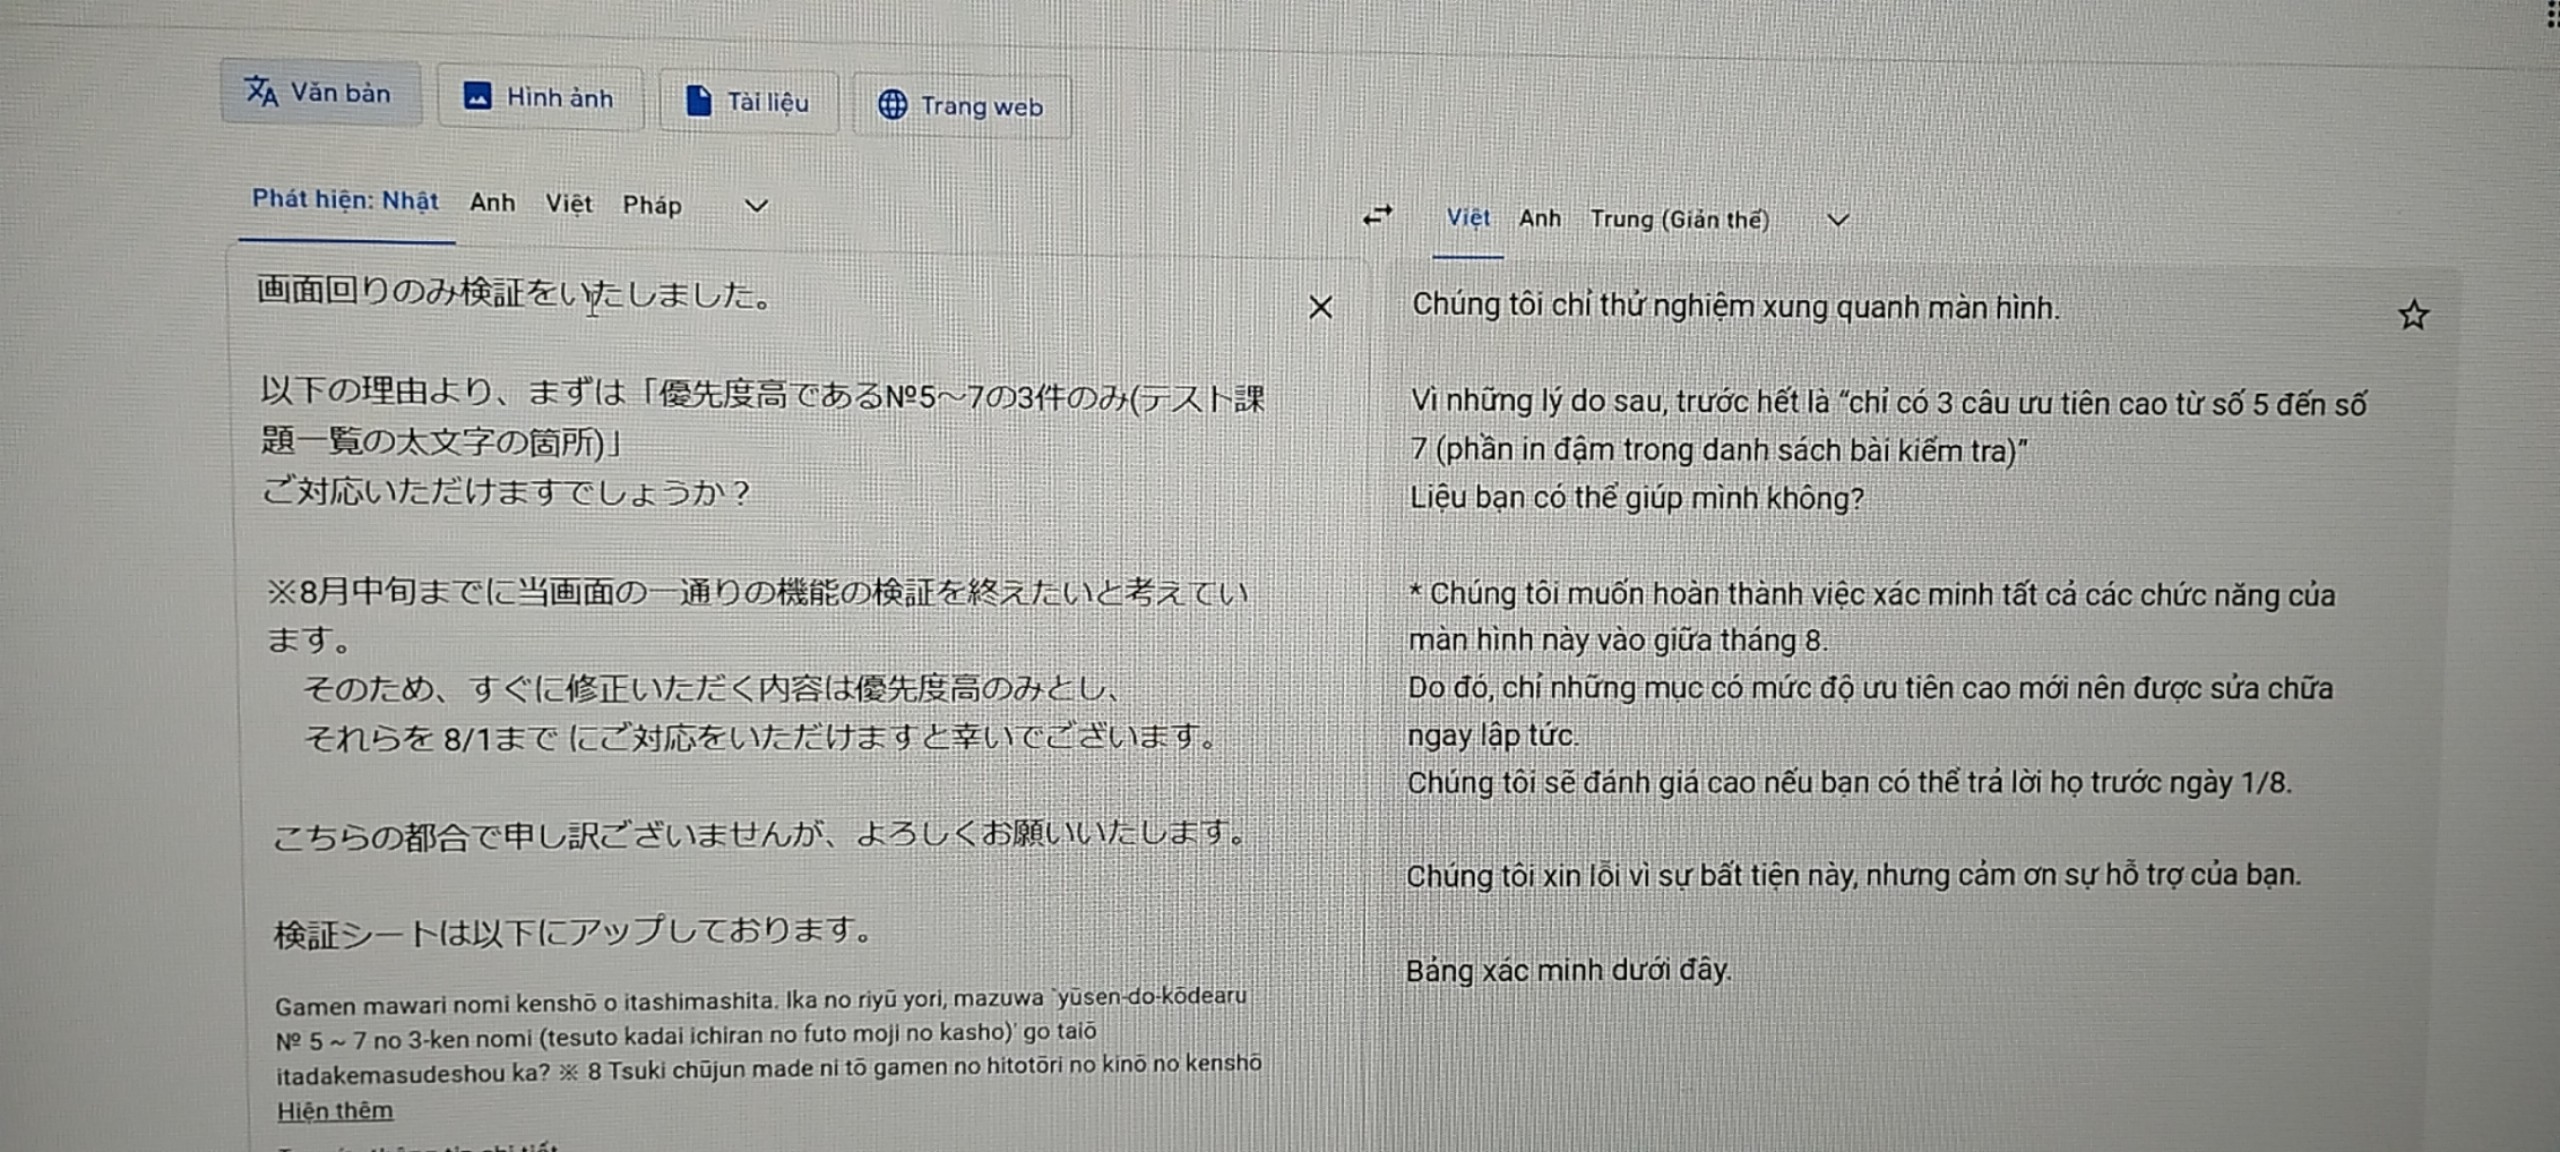 Văn bản
Hình ảnh
Tài liệu
Trang web
Phát hiện: Nhật Anh Việt Pháp
Việt Anh Trung (Giản thể)
画面回りのみ検証をいたしました。
以下の理由より、まずは「優先度高である№5～7の3件のみ(テスト課
題一覧の太文字の箇所)」
ご対応いただけますでしょうか？
※8月中旬までに当画面の一通りの機能の検証を終えたいと考えてい
ます。
そのため、すぐに修正いただく内容は優先度高のみとし、
それらを 8/1まで にご対応をいただけますと幸いでございます。
こちらの都合で申し訳ございませんが、よろしくお願いいたします。
検証シートは以下にアップしております。
Gamen mawari nomi kenshō o itashimashita. Ika no riyū yori, mazuwa `yūsen-do-kōdearu
№ 5 ~ 7 no 3-ken nomi (tesuto kadai ichiran no futo moji no kasho)' go taiō
itadakemasudeshou ka? ※ 8 Tsuki chūjun made ni tō gamen no hitotōri no kinō no kenshō
Hiện thêm
Chúng tôi chỉ thử nghiệm xung quanh màn hình.
Vì những lý do sau, trước hết là “chỉ có 3 câu ưu tiên cao từ số 5 đến số
7 (phần in đậm trong danh sách bài kiểm tra)”
Liệu bạn có thể giúp mình không?
* Chúng tôi muốn hoàn thành việc xác minh tất cả các chức năng của
màn hình này vào giữa tháng 8.
Do đó, chỉ những mục có mức độ ưu tiên cao mới nên được sửa chữa
ngay lập tức.
Chúng tôi sẽ đánh giá cao nếu bạn có thể trả lời họ trước ngày 1/8.
Chúng tôi xin lỗi vì sự bất tiện này, nhưng cảm ơn sự hỗ trợ của bạn.
Bảng xác minh dưới đây.